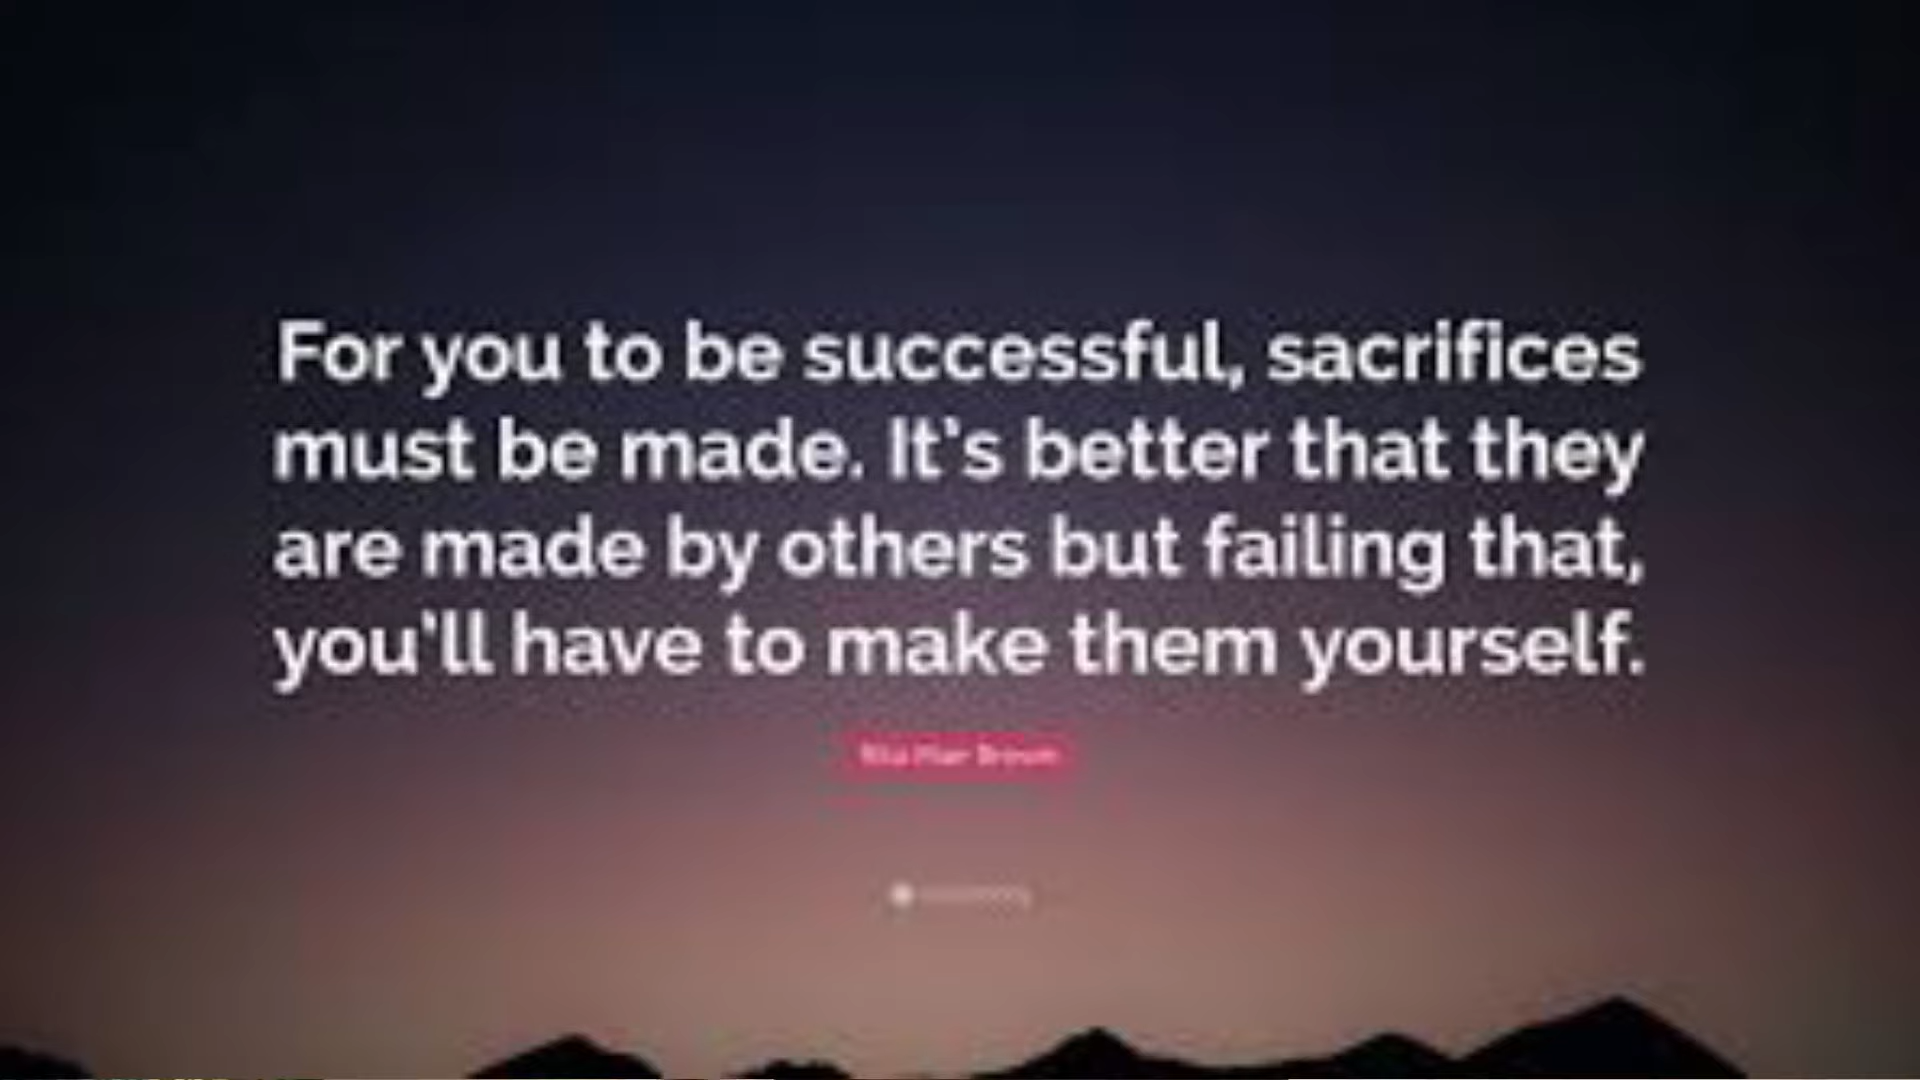 For you to be successful, sacrifices
must be made. It's better that they
are made by others but failing that,
you'll have to make them yourself.
Brown